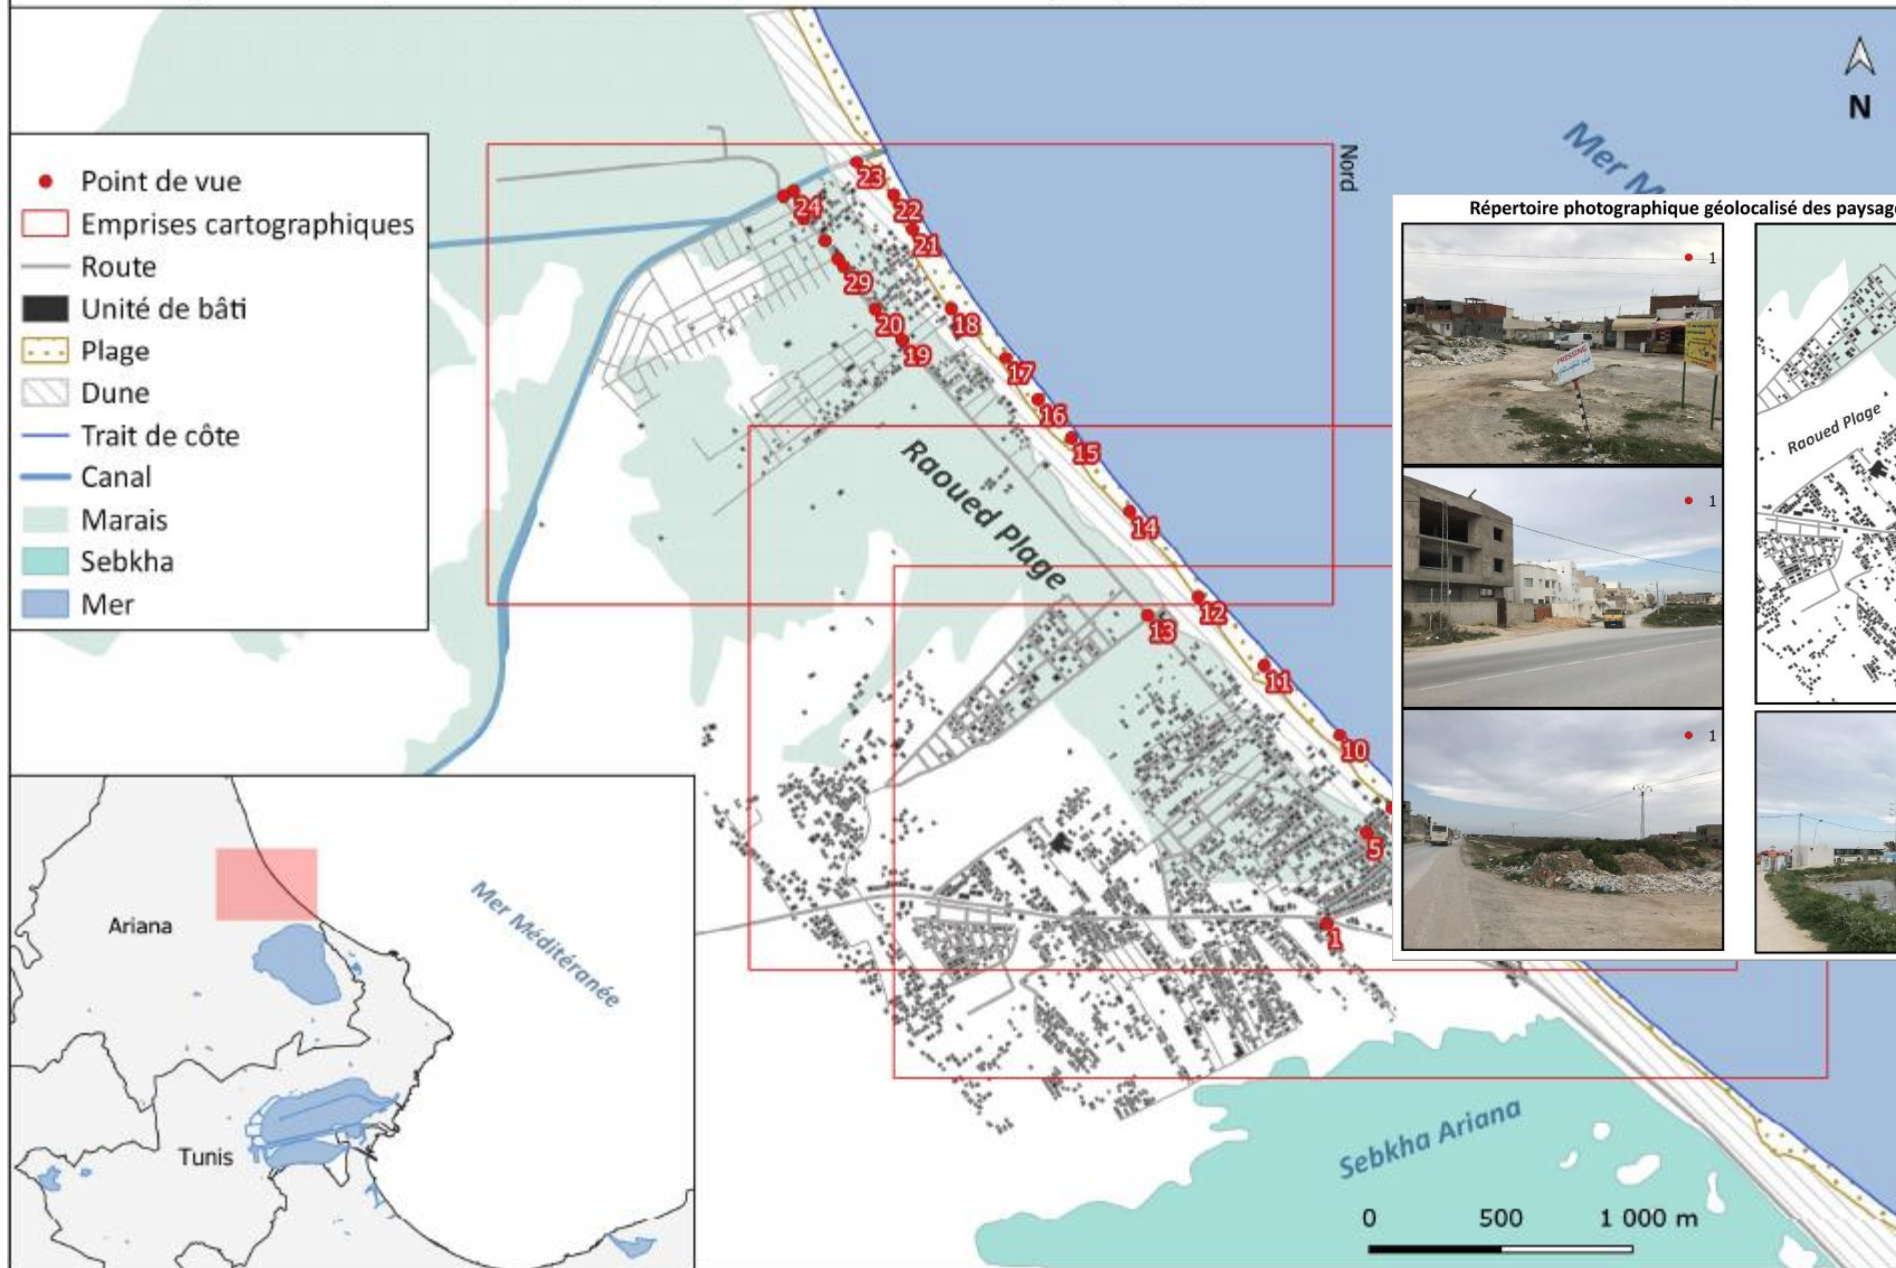 N
Mer M
Nord
Point de vue
Emprises cartographiques
Route
Unité de bâti
Plage
Dune
Trait de côte
Canal
Marais
Sebkha
Mer
23
22
24
21
29
20
18
19
17
16
15
14
12
13
11
10
5
1
Raoued Plage
Répertoire photographique géolocalisé des paysage
1
PRESSING
1
1
Raoued Plage
Ariana
Tunis
Mer Méditéranée
Sebkha Ariana
0 500 1 000 m